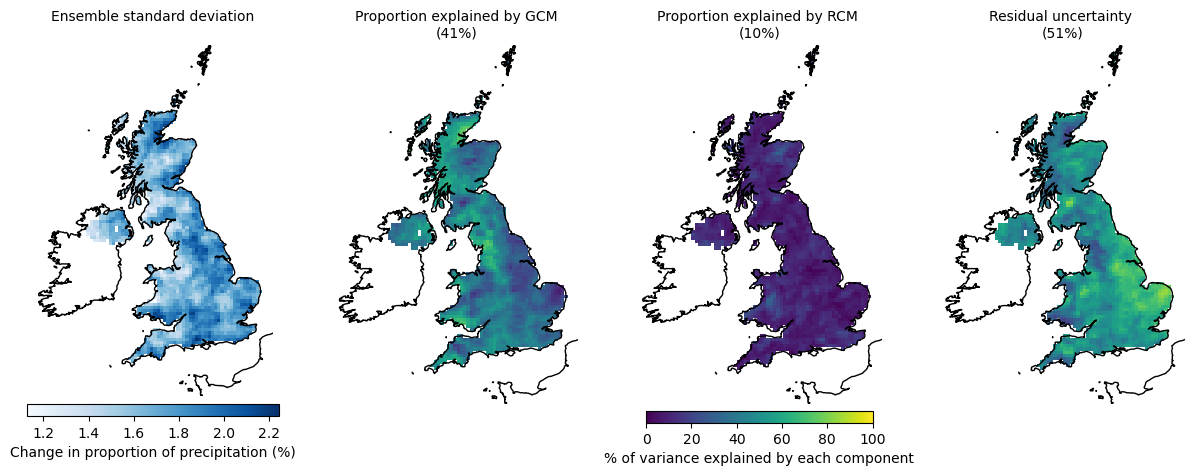 Ensemble standard deviation
Proportion explained by GCM
(41%)
Proportion explained by RCM
(10%)
Residual uncertainty
(51%)
1.2 1.4 1.6 1.8 2.0 2.2
Change in proportion of precipitation (%)
0 20 40 60 80 100
% of variance explained by each component